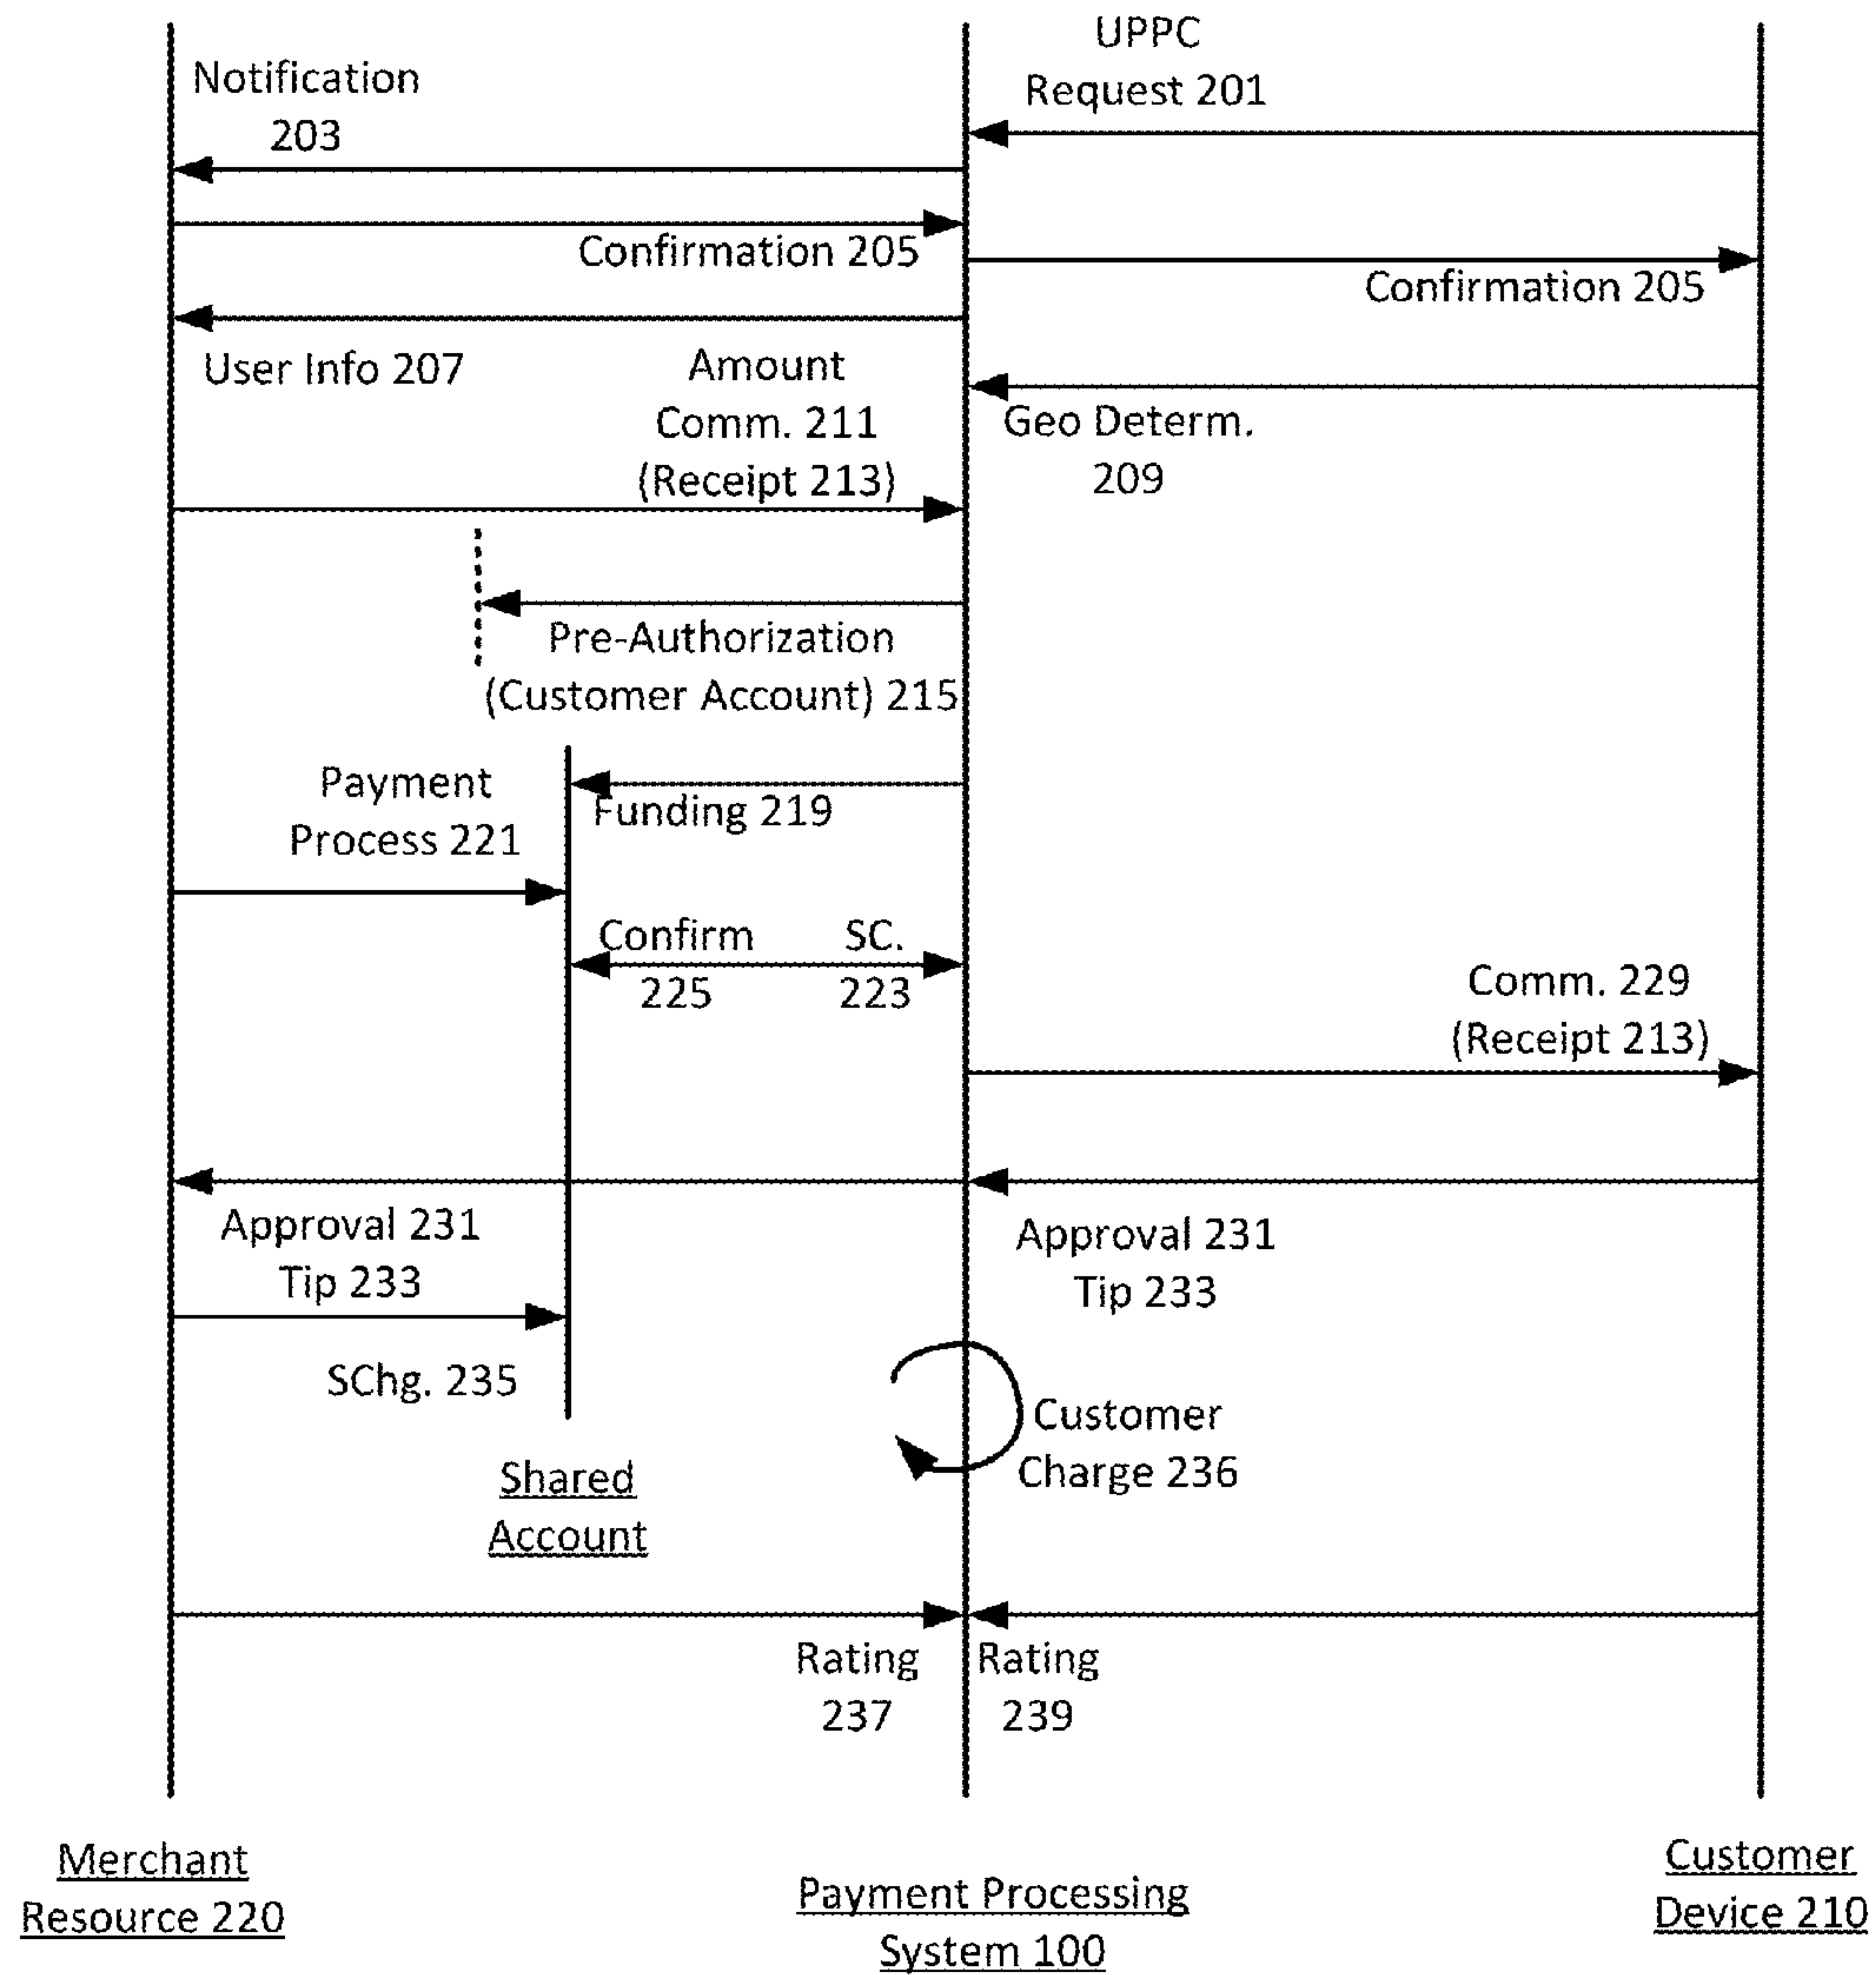 UPPC
Request 201
Notification
203
Confirmation 205
Confirmation 205
User Info 207
Amount
Comm. 211
(Receipt 213)
Geo Determ.
209
Pre-Authorization
(Customer Account) 215
Payment
Process 221
Funding 219
Confirm
225
SC.
223
Comm. 229
(Receipt 213)
Approval 231
Tip 233
Approval 231
Tip 233
SChg. 235
Customer
Charge 236
Shared
Account
Rating
237
Rating
239
Merchant
Resource 220
Payment Processing
System 100
Customer
Device 210